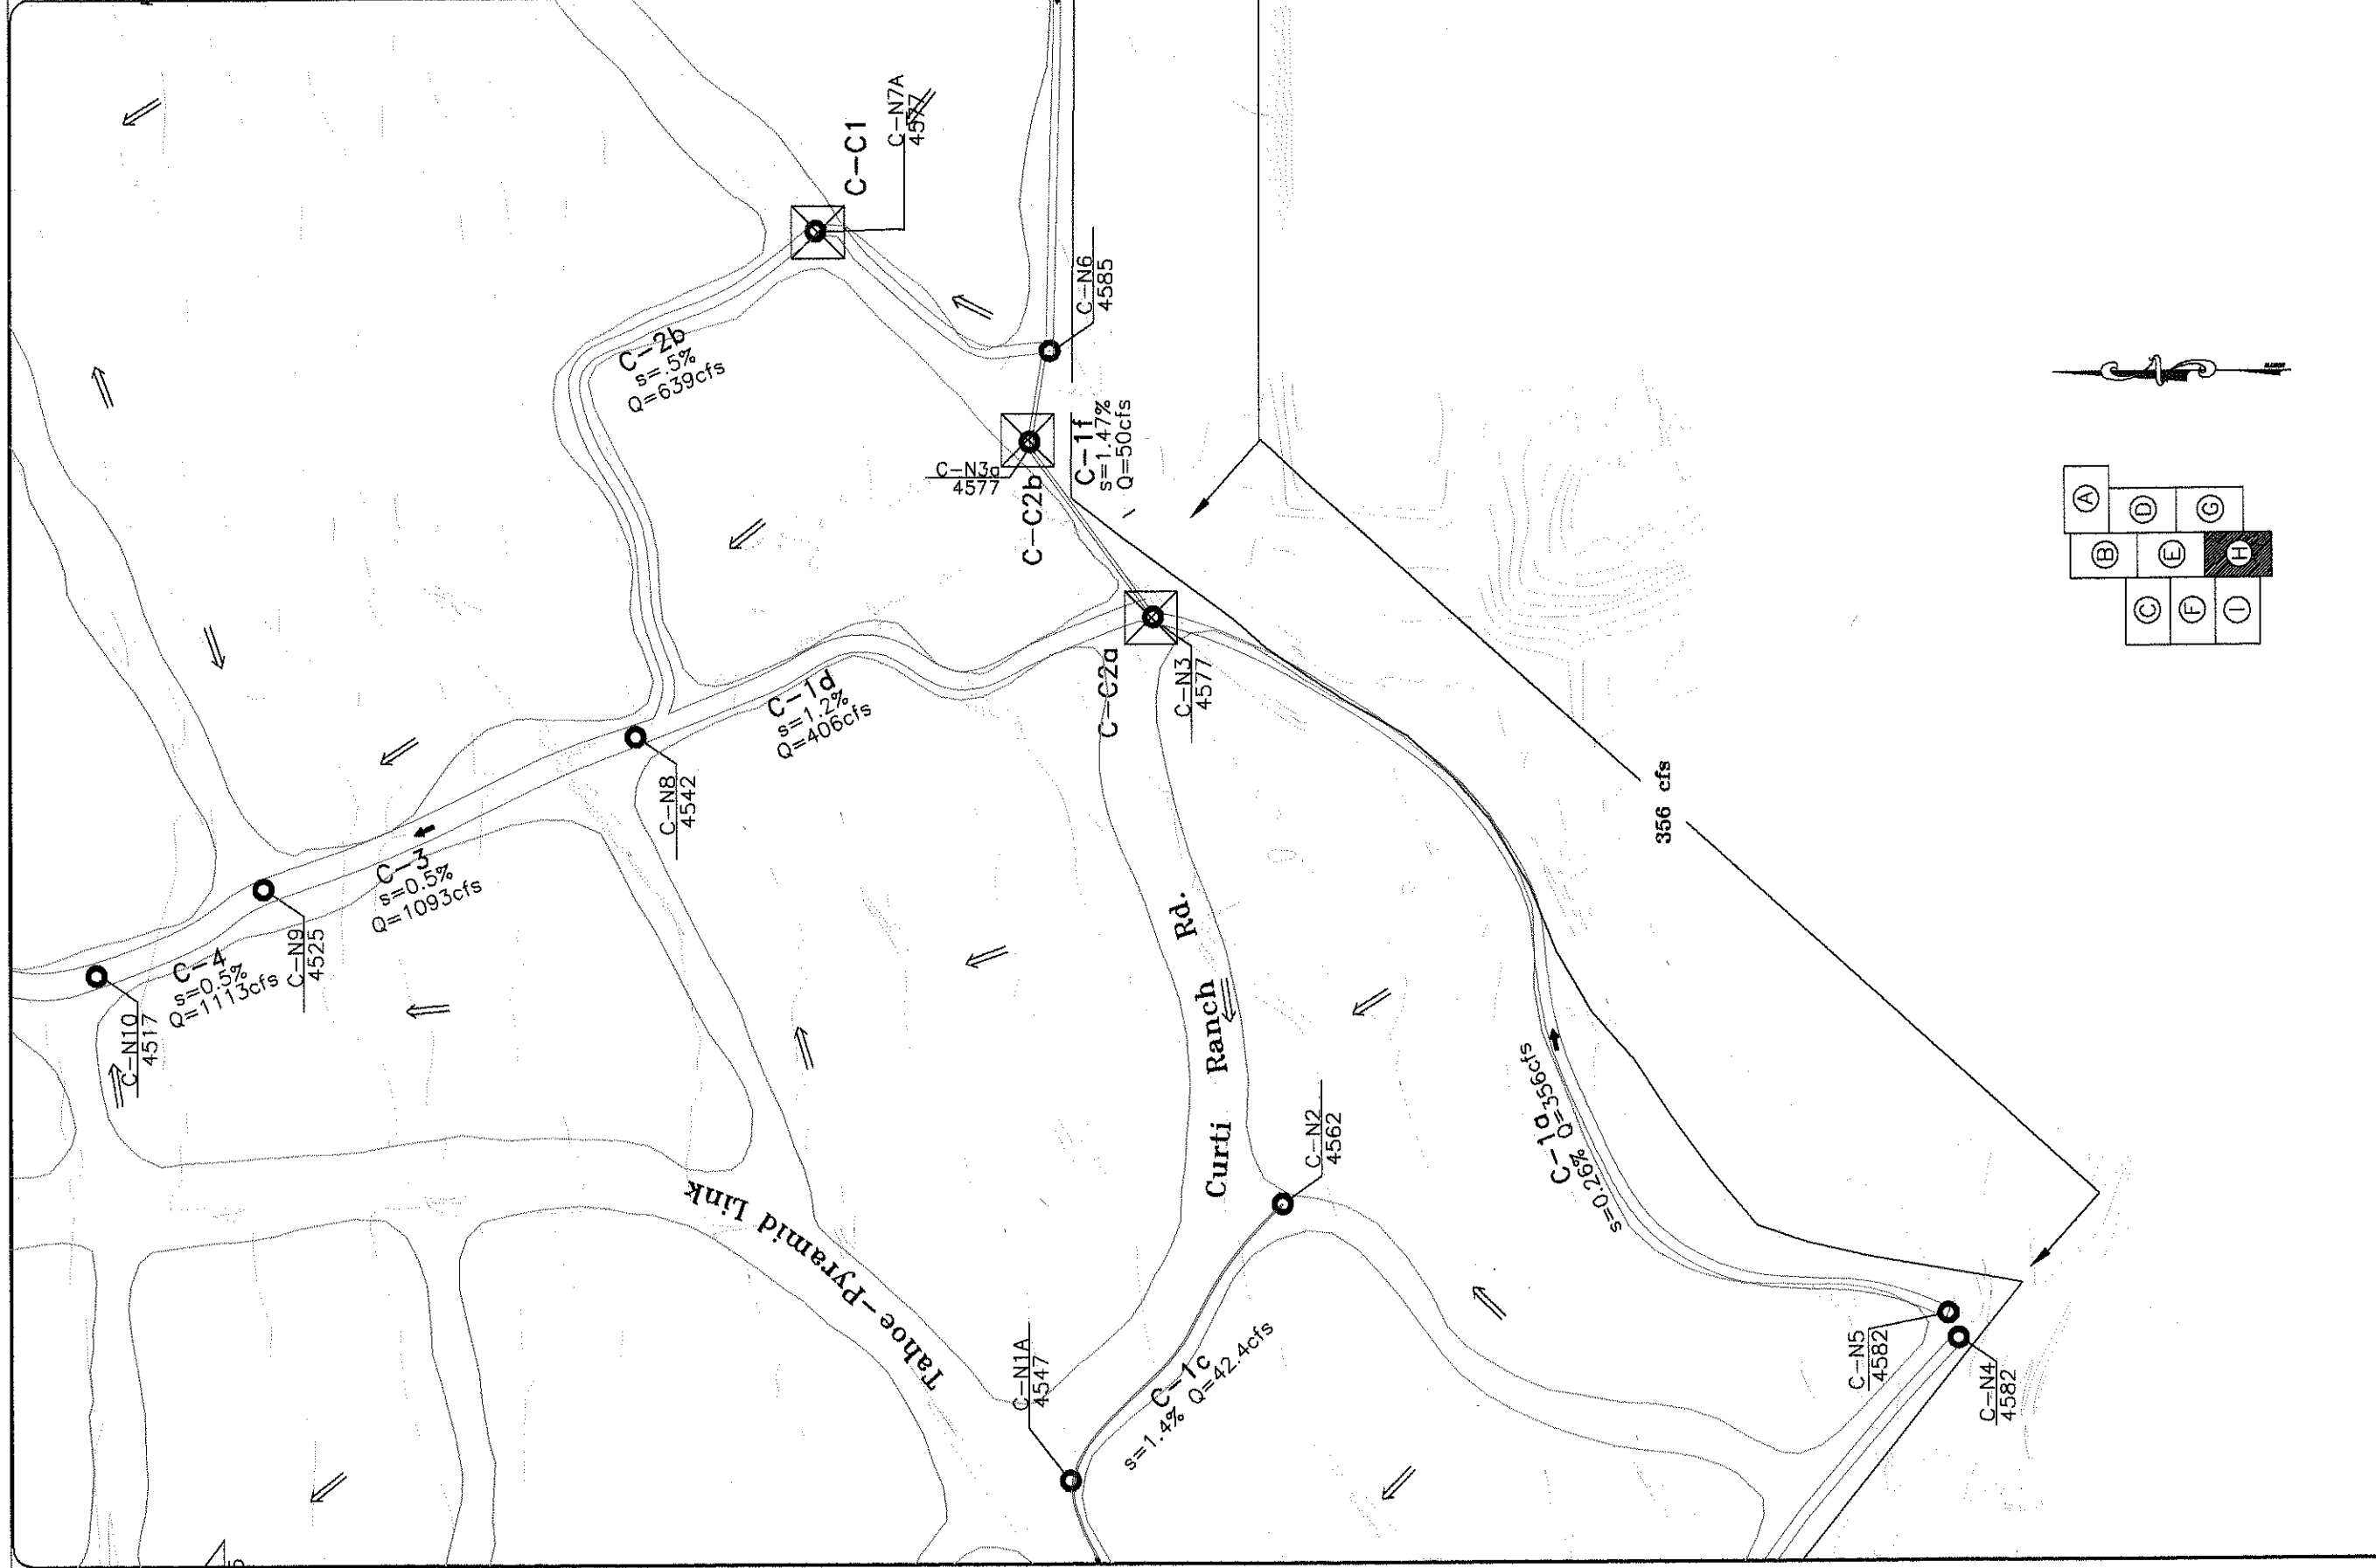 C-N7A
4577
C-C1
C-2b
s=.5%
Q=639cfs
C-N6
4585
C-N3a
4577
C-C2b
C-1f
s=1.47%
Q=50cfs
C-C2a
C-N3
4577
C-1d
s=1.2%
Q=406cfs
C-N8
4542
C-3
s=0.5%
Q=1093cfs
C-N9
4525
C-4
s=0.5%
Q=1113cfs
C-N10
4517
356 cfs
Curti Ranch Rd.
C-N2
4562
C-1a
s=0.26% Q=356cfs
Tahoe-Pyramid Link
C-N1A
4547
C-1c
s=1.4% Q=42.4cfs
C-N5
4582
C-N4
4582
A
B
D
G
E
H
C
F
I